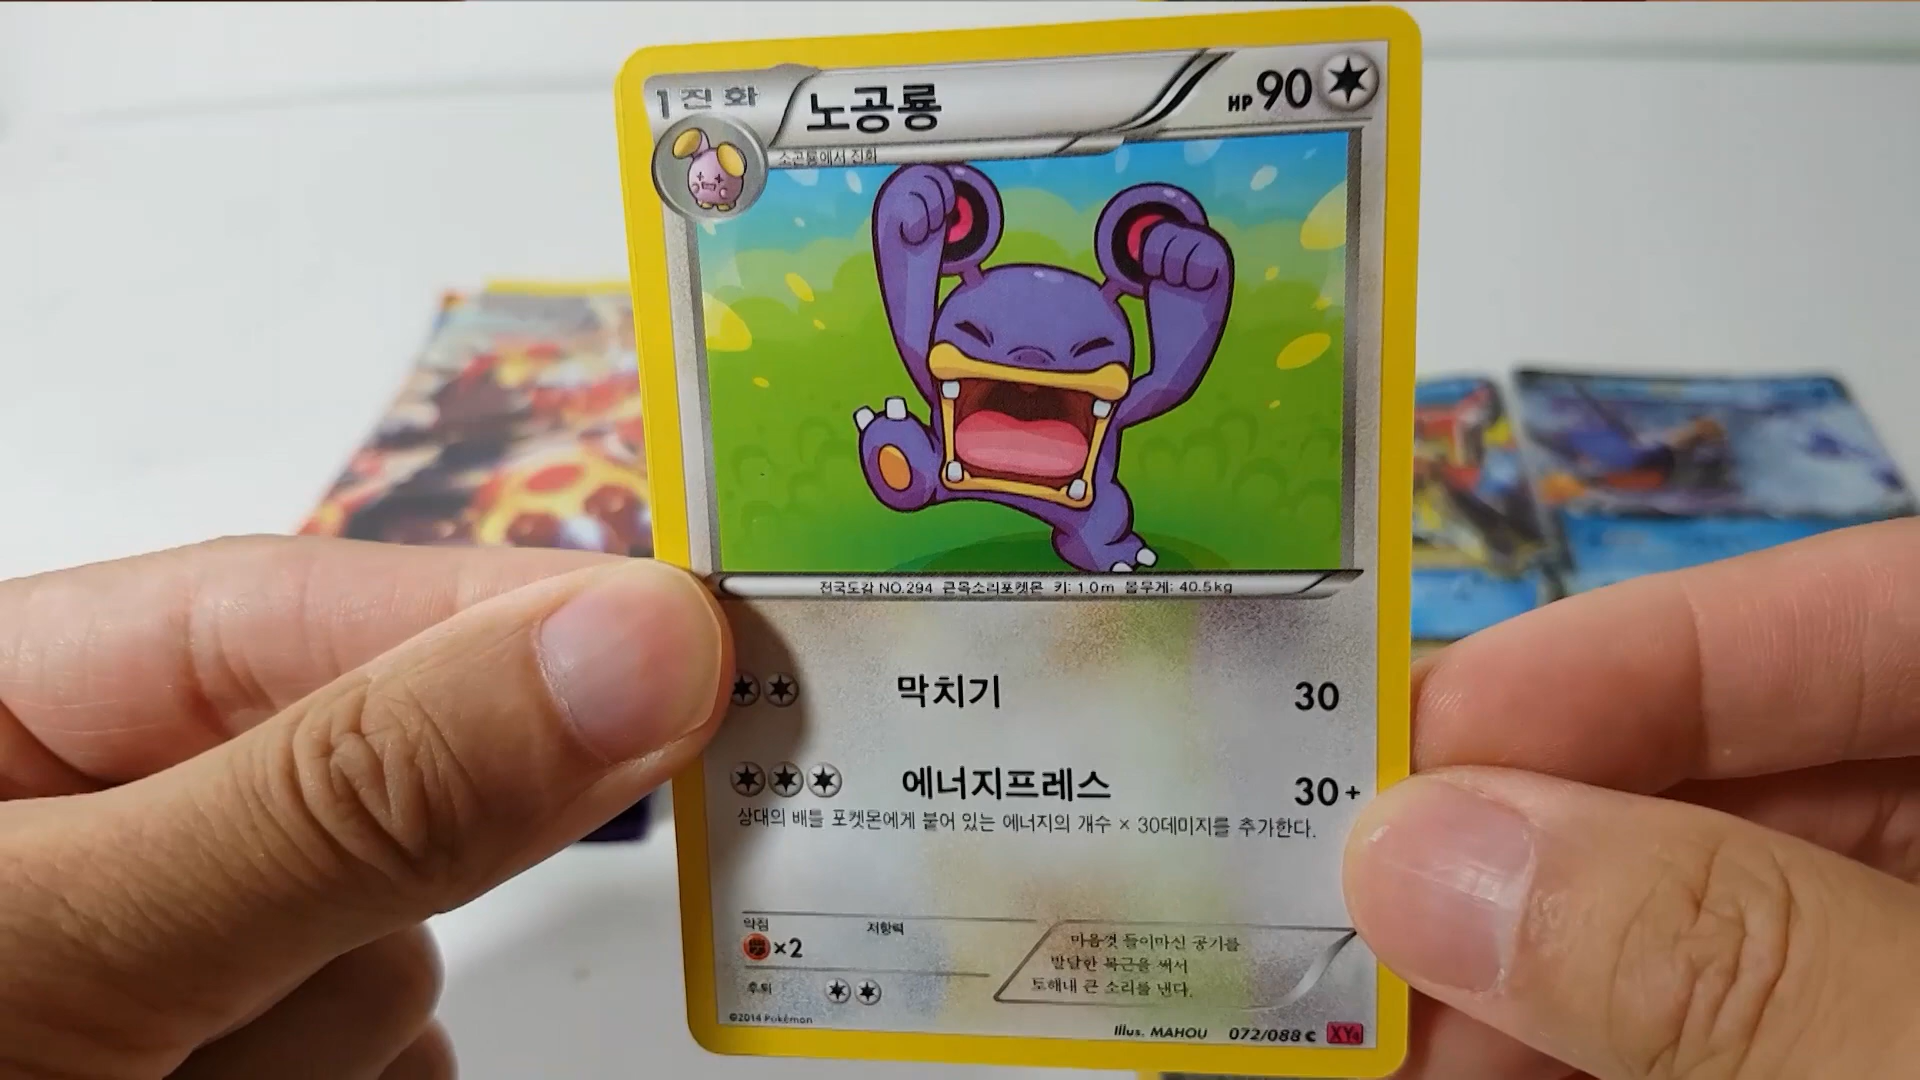 1 진화
노공룡
HP 90
소곤룡에서 진화
전국도감 NO.294 큰목소리포켓몬 키: 1.0m 몸무게: 40.5kg
막치기 30
에너지프레스 30+
상대의 배틀 포켓몬에게 붙어 있는 에너지의 개수 × 30데미지를 추가한다.
약점 저항력
×2
마음껏 들이마신 공기를
발달한 복근을 써서
토해내 큰 소리를 낸다.
후퇴
©2014 Pokémon
Illus. MAHOU 072/088 C XY4